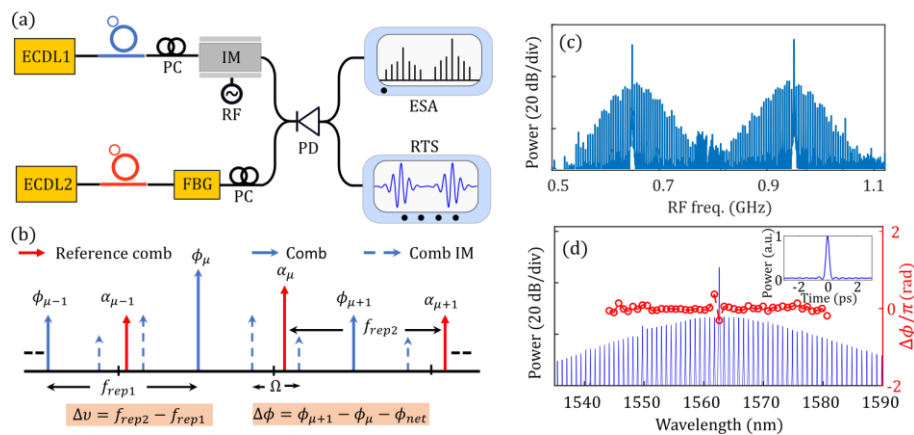 (a)
ECDL1
PC
IM
RF
PD
ESA
RTS
ECDL2
FBG
PC
(b)
Reference comb
Comb
Comb IM
ϕμ−1
αμ−1
ϕμ
αμ
ϕμ+1
αμ+1
frep2
frep1
Ω
Δυ = frep2 − frep1
Δϕ = ϕμ+1 − ϕμ − ϕnet
(c)
Power (20 dB/div)
0.5 0.7 0.9 1.1
RF freq. (GHz)
(d)
Power (20 dB/div)
1540 1550 1560 1570 1580 1590
Wavelength (nm)
2
0
-2
Δϕ/π (rad)
Power (a.u.)
1
0
-2 0 2
Time (ps)